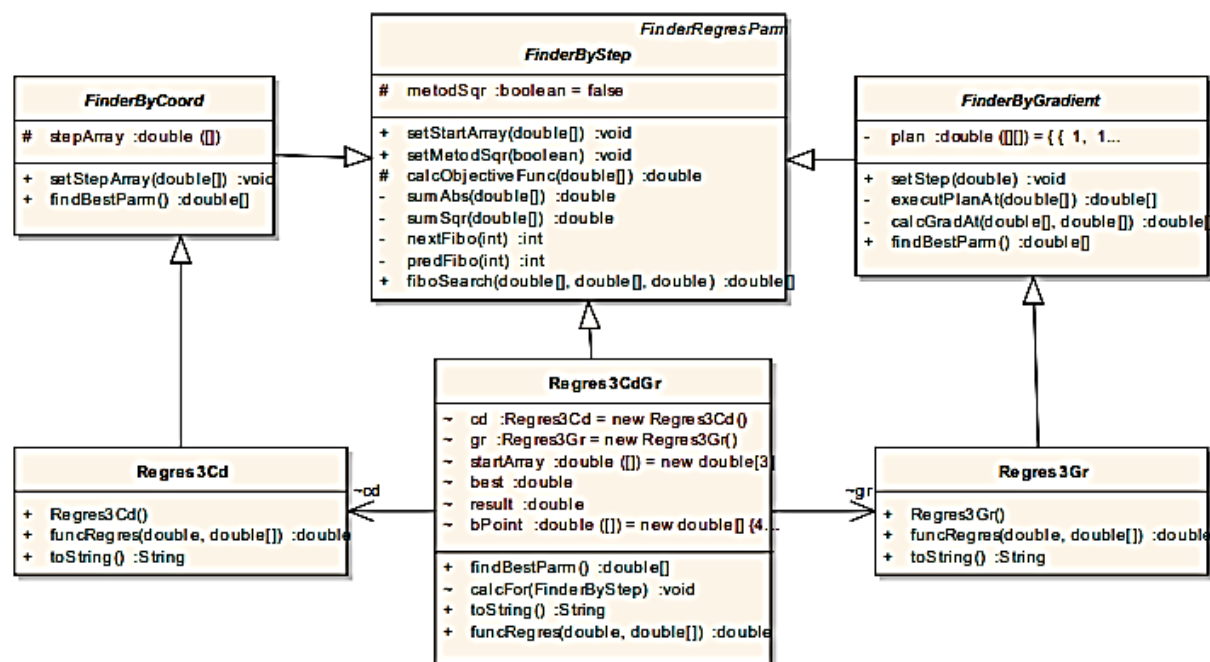 FinderRegresParm
FinderByStep
# metodSqr :boolean = false
+ setStartArray(double[]) :void
+ setMetodSqr(boolean) :void
# calcObjectiveFunc(double[]) :double
- sumAbs(double[]) :double
- sumSqr(double[]) :double
- nextFibo(int) :int
- predFibo(int) :int
+ fiboSearch(double[], double[], double) :double[]
FinderByCoord
# stepArray :double ([])
+ setStepArray(double[]) :void
+ findBestParm() :double[]
FinderByGradient
- plan :double ([][]) = { { 1, 1...
+ setStep(double) :void
- executPlanAt(double[]) :double[]
- calcGradAt(double[], double[]) :double[
+ findBestParm() :double[]
Regres3CdGr
~ cd :Regres3Cd = new Regres3Cd()
~ gr :Regres3Gr = new Regres3Gr()
~ startArray :double ([]) = new double[3]
~ best :double
~ result :double
~ bPoint :double ([]) = new double[] {4...
+ findBestParm() :double[]
~ calcFor(FinderByStep) :void
+ toString() :String
+ funcRegres(double, double[]) :double
Regres3Cd
+ Regres3Cd()
+ funcRegres(double, double[]) :double
+ toString() :String
~cd
~gr
Regres3Gr
+ Regres3Gr()
+ funcRegres(double, double[]) :double
+ toString() :String